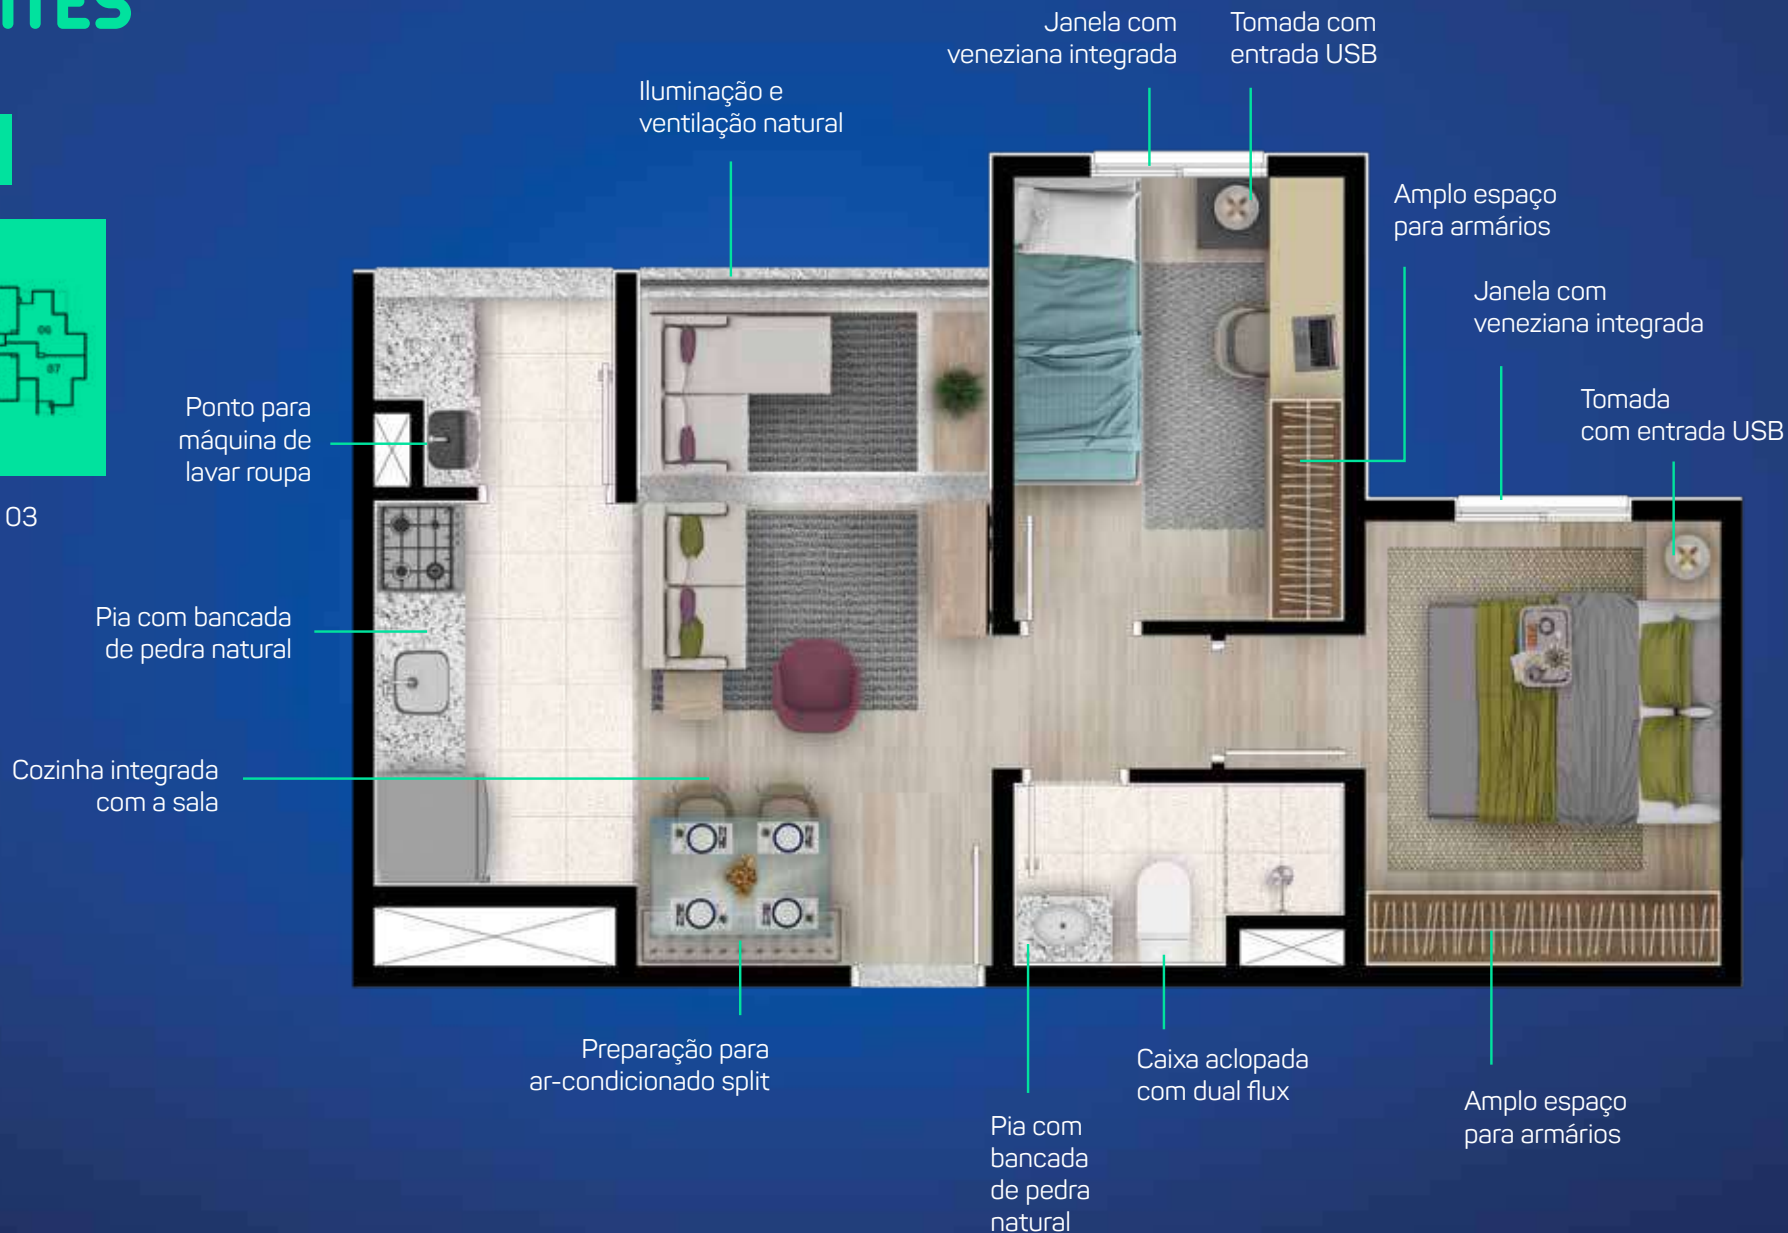 Janela com
veneziana integrada
Tomada com
entrada USB
Iluminação e
ventilação natural
Amplo espaço
para armários
Janela com
veneziana integrada
Tomada
com entrada USB
06
07
03
Ponto para
máquina de
lavar roupa
Pia com bancada
de pedra natural
Cozinha integrada
com a sala
Preparação para
ar-condicionado split
Caixa aclopada
com dual flux
Pia com
bancada
de pedra
natural
Amplo espaço
para armários